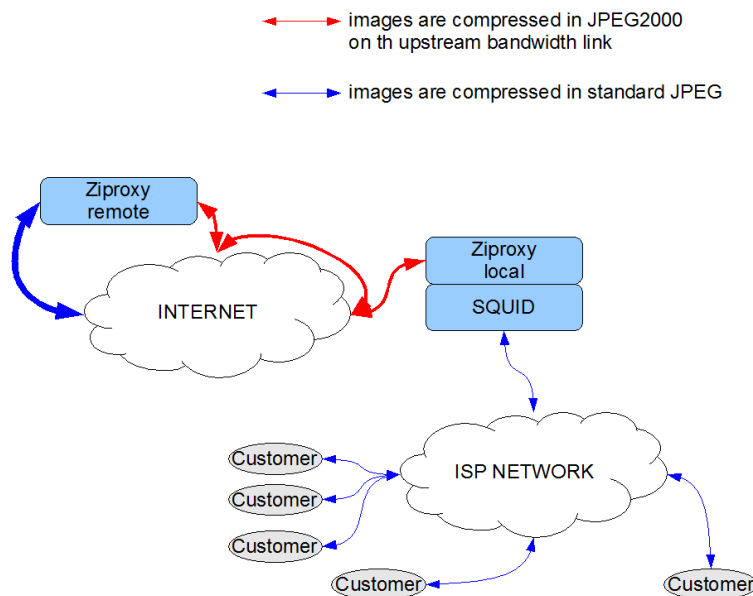 images are compressed in JPEG2000
on th upstream bandwidth link
images are compressed in standard JPEG
Ziproxy
remote
Ziproxy
local
INTERNET
SQUID
Customer
ISP NETWORK
Customer
Customer
Customer
Customer